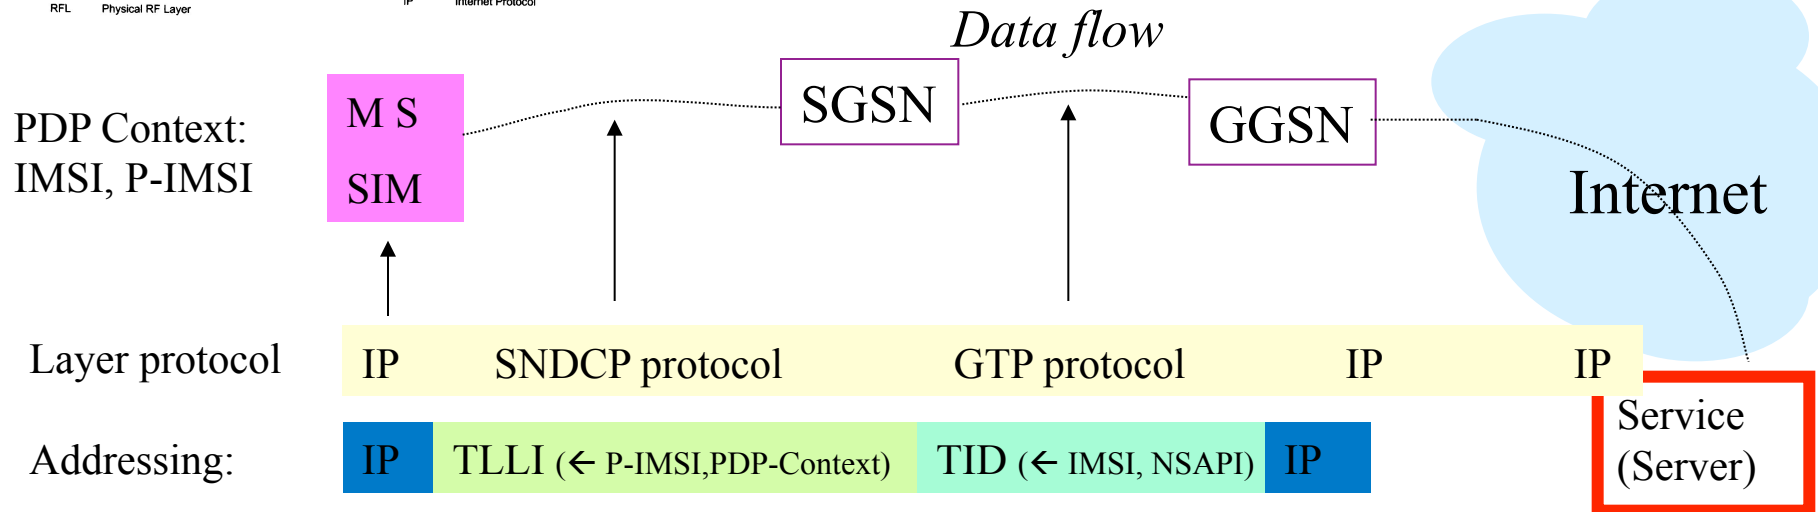 RFL Physical RF Layer
IP Internet Protocol
Data flow
PDP Context:
IMSI, P-IMSI
M S
SIM
SGSN
GGSN
Internet
Layer protocol
IP SNDCP protocol GTP protocol IP IP
Addressing:
IP TLLI (← P-IMSI,PDP-Context) TID (← IMSI, NSAPI) IP
Service
(Server)